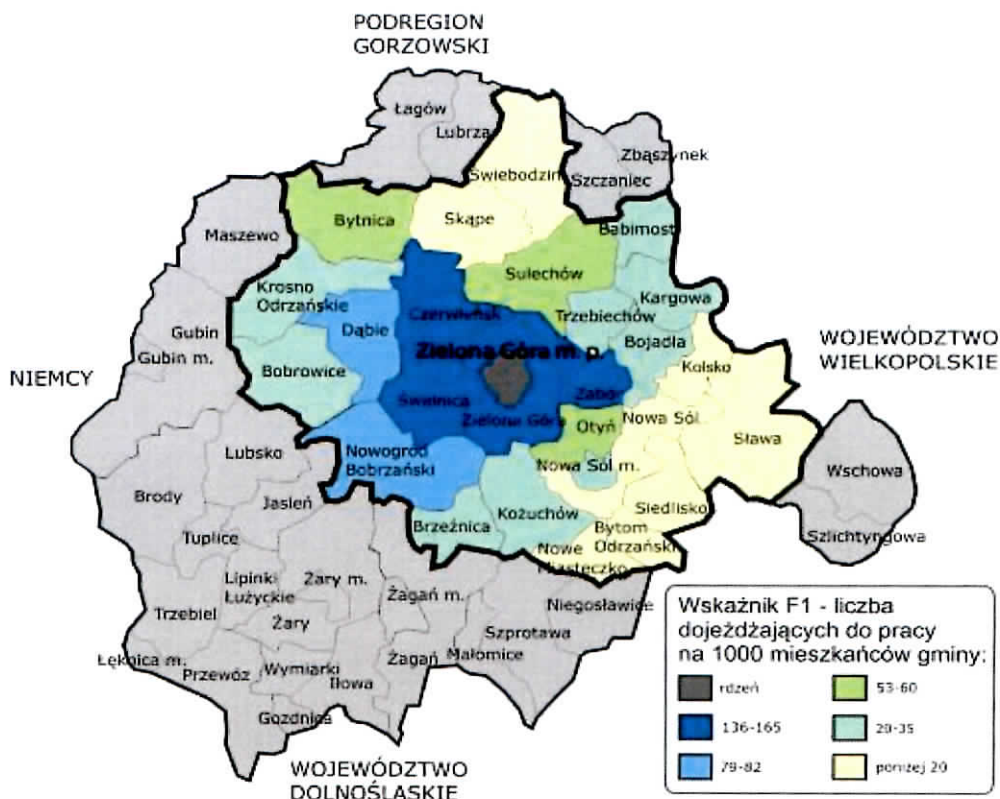 PODREGION
GORZOWSKI
Łagów
Lubrza
Zbąszynek
Świebodzin
Szczaniec
Bytnica
Skąpe
Babimost
Maszewo
Sulechów
Krosno
Odrzańskie
Kargowa
Trzebiechów
Czerwieńsk
Dąbie
Gubin
Bojadła
WOJEWÓDZTWO
WIELKOPOLSKIE
Zielona Góra m. p.
Gubin m.
Kolsko
NIEMCY
Bobrowice
Zabór
Świdnica
Zielona Góra
Otyń
Nowa Sól
Sława
Lubsko
Nowogród
Bobrzański
Nowa Sól m.
Wschowa
Brody
Jasień
Siedlisko
Kożuchów
Brzeźnica
Bytom
Odrzański
Szlichtyngowa
Tuplice
Nowe
Miasteczko
Lipinki
Łużyckie
Żary m.
Żagań m.
Niegosławice
Trzebiel
Żary
Szprotawa
Małomice
Łęknica m.
Przewóz
Wymiarki
Żagań
Iłowa
Gozdnica
WOJEWÓDZTWO
DOLNOŚLĄSKIE
Wskaźnik F1 - liczba
dojeżdżających do pracy
na 1000 mieszkańców gminy:
rdzeń
53-60
136-165
29-35
79-82
poniżej 20